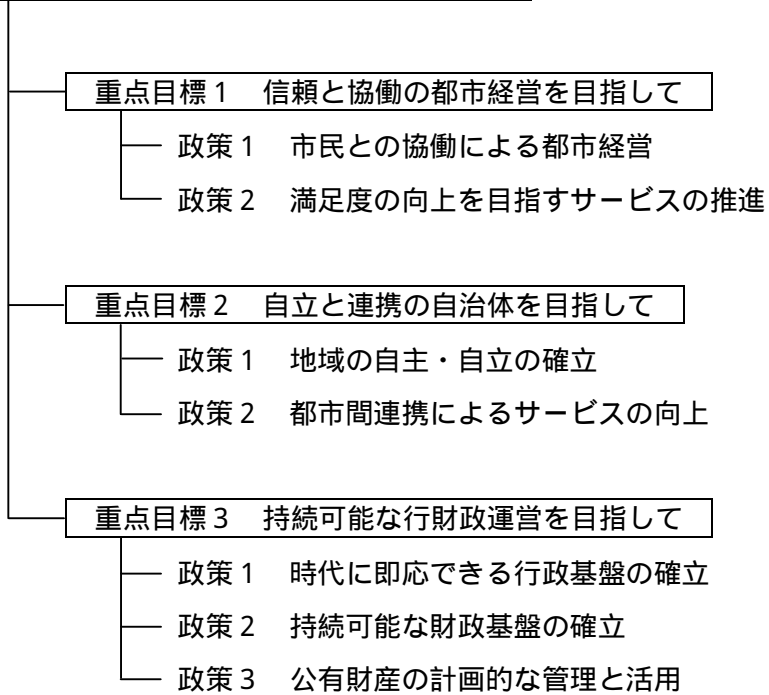 重点目標1　信頼と協働の都市経営を目指して
政策1　市民との協働による都市経営
政策2　満足度の向上を目指すサービスの推進
重点目標2　自立と連携の自治体を目指して
政策1　地域の自主・自立の確立
政策2　都市間連携によるサービスの向上
重点目標3　持続可能な行財政運営を目指して
政策1　時代に即応できる行政基盤の確立
政策2　持続可能な財政基盤の確立
政策3　公有財産の計画的な管理と活用